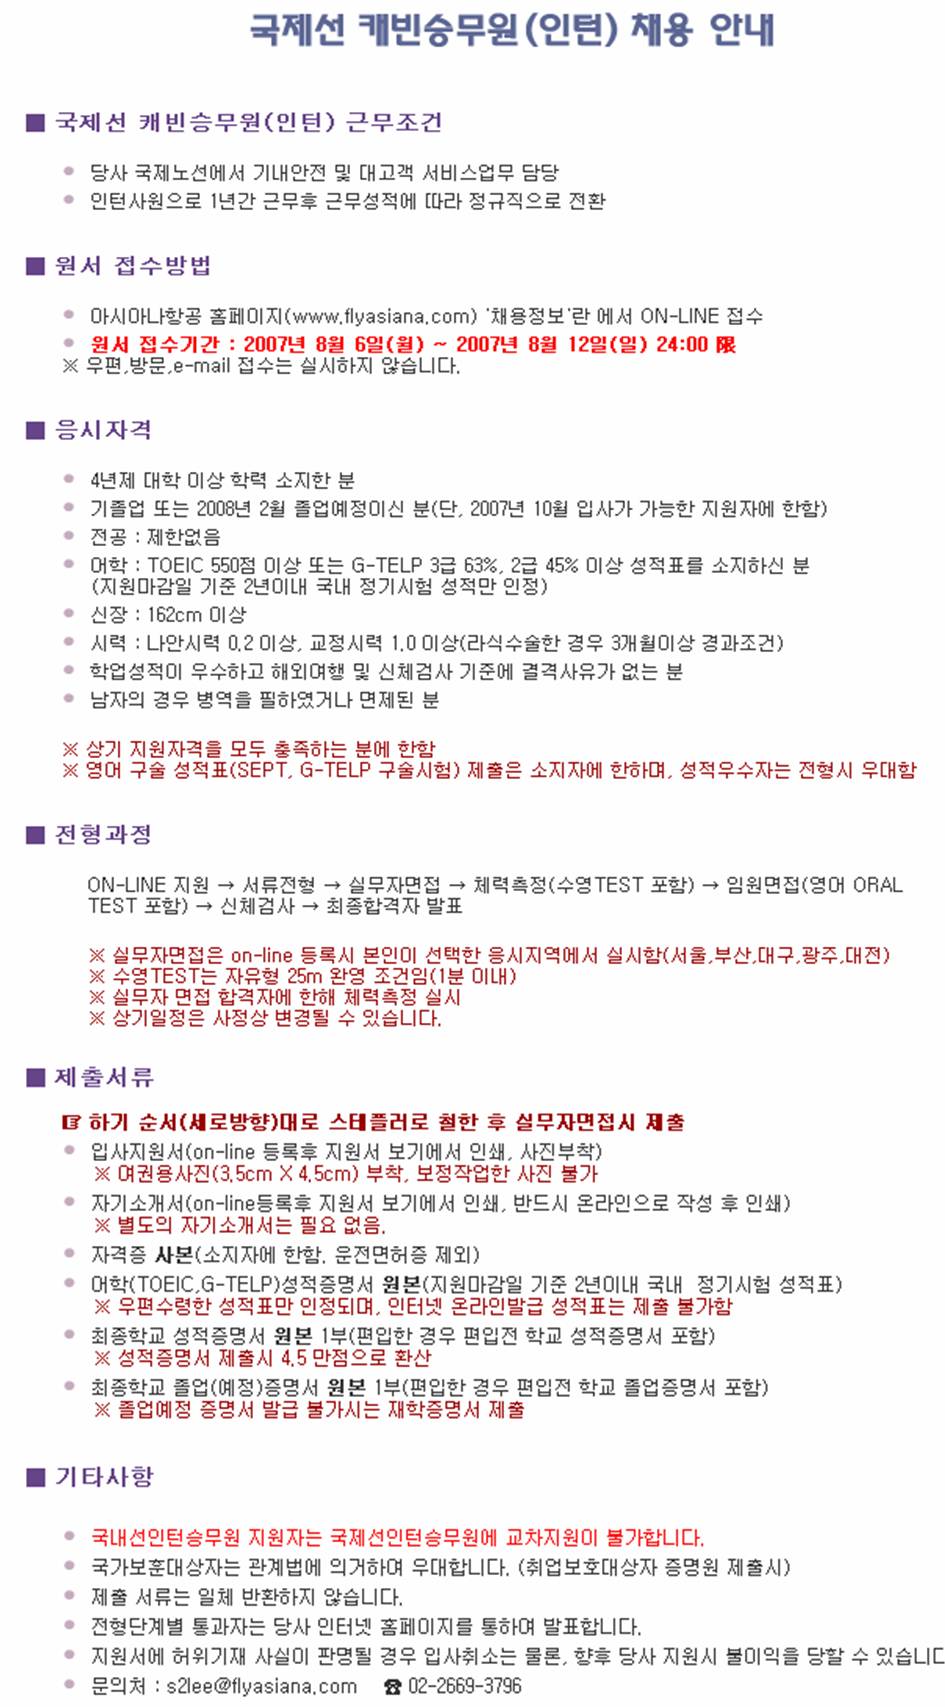 국제선 캐빈승무원(인턴) 채용 안내
■ 국제선 캐빈승무원(인턴) 근무조건
● 당사 국제노선에서 기내안전 및 대고객 서비스업무 담당
● 인턴사원으로 1년간 근무후 근무성적에 따라 정규직으로 전환
■ 원서 접수방법
● 아시아나항공 홈페이지(www.flyasiana.com) '채용정보'란 에서 ON-LINE 접수
● 원서 접수기간 : 2007년 8월 6일(월) ~ 2007년 8월 12일(일) 24:00 限
※ 우편,방문,e-mail 접수는 실시하지 않습니다.
■ 응시자격
● 4년제 대학 이상 학력 소지한 분
● 기졸업 또는 2008년 2월 졸업예정이신 분(단, 2007년 10월 입사가 가능한 지원자에 한함)
● 전공 : 제한없음
● 어학 : TOEIC 550점 이상 또는 G-TELP 3급 63%, 2급 45% 이상 성적표를 소지하신 분
(지원마감일 기준 2년이내 국내 정기시험 성적만 인정)
● 신장 : 162cm 이상
● 시력 : 나안시력 0.2 이상, 교정시력 1.0 이상(라식수술한 경우 3개월이상 경과조건)
● 학업성적이 우수하고 해외여행 및 신체검사 기준에 결격사유가 없는 분
● 남자의 경우 병역을 필하였거나 면제된 분
※ 상기 지원자격을 모두 충족하는 분에 한함
※ 영어 구술 성적표(SEPT, G-TELP 구술시험) 제출은 소지자에 한하며, 성적우수자는 전형시 우대함
■ 전형과정
ON-LINE 지원 → 서류전형 → 실무자면접 → 체력측정(수영TEST 포함) → 임원면접(영어 ORAL
TEST 포함) → 신체검사 → 최종합격자 발표
※ 실무자면접은 on-line 등록시 본인이 선택한 응시지역에서 실시함(서울,부산,대구,광주,대전)
※ 수영TEST는 자유형 25m 완영 조건임(1분 이내)
※ 실무자 면접 합격자에 한해 체력측정 실시
※ 상기일정은 사정상 변경될 수 있습니다.
■ 제출서류
☞ 하기 순서(세로방향)대로 스테플러로 철한 후 실무자면접시 제출
● 입사지원서(on-line 등록후 지원서 보기에서 인쇄, 사진부착)
※ 여권용사진(3.5cm X 4.5cm) 부착, 보정작업한 사진 불가
● 자기소개서(on-line등록후 지원서 보기에서 인쇄, 반드시 온라인으로 작성 후 인쇄)
※ 별도의 자기소개서는 필요 없음.
● 자격증 사본(소지자에 한함. 운전면허증 제외)
● 어학(TOEIC,G-TELP)성적증명서 원본(지원마감일 기준 2년이내 국내 정기시험 성적표)
※ 우편수령한 성적표만 인정되며, 인터넷 온라인발급 성적표는 제출 불가함
● 최종학교 성적증명서 원본 1부(편입한 경우 편입전 학교 성적증명서 포함)
※ 성적증명서 제출시 4.5 만점으로 환산
● 최종학교 졸업(예정)증명서 원본 1부(편입한 경우 편입전 학교 졸업증명서 포함)
※ 졸업예정 증명서 발급 불가시는 재학증명서 제출
■ 기타사항
● 국내선인턴승무원 지원자는 국제선인턴승무원에 교차지원이 불가합니다.
● 국가보훈대상자는 관계법에 의거하여 우대합니다. (취업보호대상자 증명원 제출시)
● 제출 서류는 일체 반환하지 않습니다.
● 전형단계별 통과자는 당사 인터넷 홈페이지를 통하여 발표합니다.
● 지원서에 허위기재 사실이 판명될 경우 입사취소는 물론, 향후 당사 지원시 불이익을 당할 수 있습니다
● 문의처 : s2lee@flyasiana.com ☎ 02-2669-3796